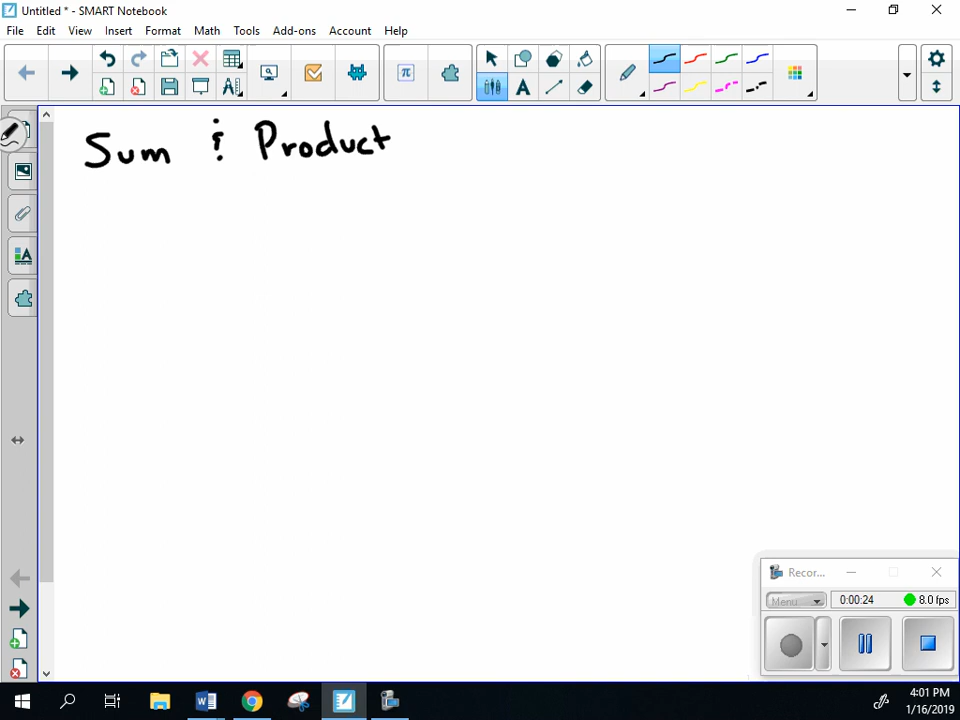 Untitled * - SMART Notebook
File Edit View Insert Format Math Tools Add-ons Account Help
π
A
Sum & Product
A
Recor...
Menu 0:00:24 8.0 fps
4:01 PM
1/16/2019